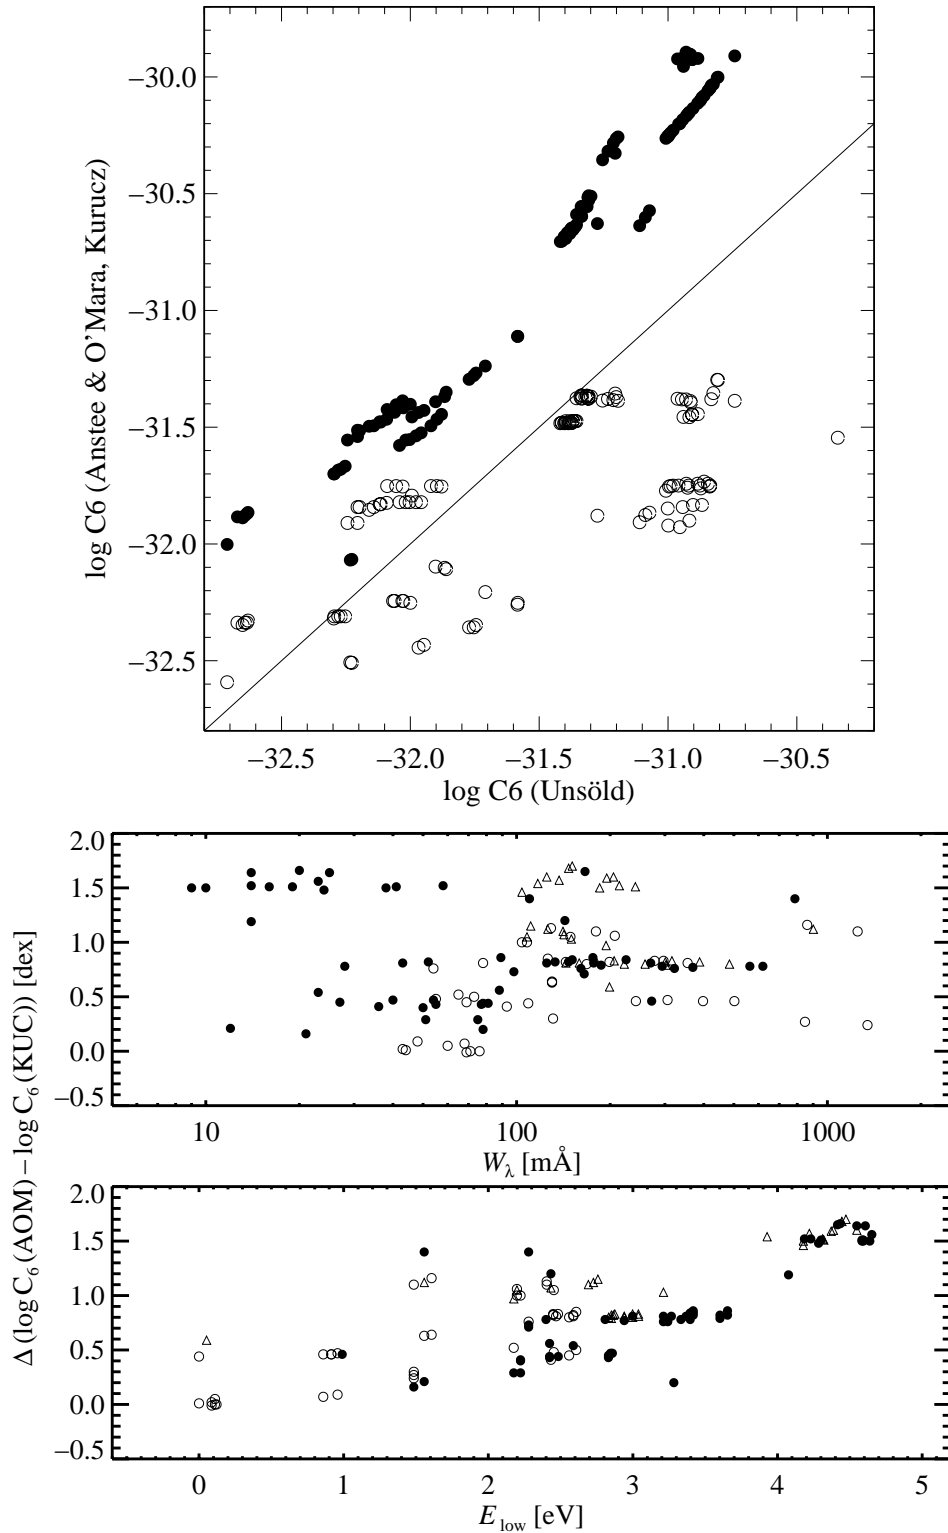 −30.0
−30.5
−31.0
−31.5
−32.0
−32.5
log C6 (Anstee & O'Mara, Kurucz)
−32.5 −32.0 −31.5 −31.0 −30.5
log C6 (Unsöld)
2.0
1.5
1.0
0.5
0.0
−0.5
10 100 1000
W_λ [mÅ]
Δ (log C_6 (AOM) − log C_6 (KUC)) [dex]
2.0
1.5
1.0
0.5
0.0
−0.5
0 1 2 3 4 5
E_low [eV]